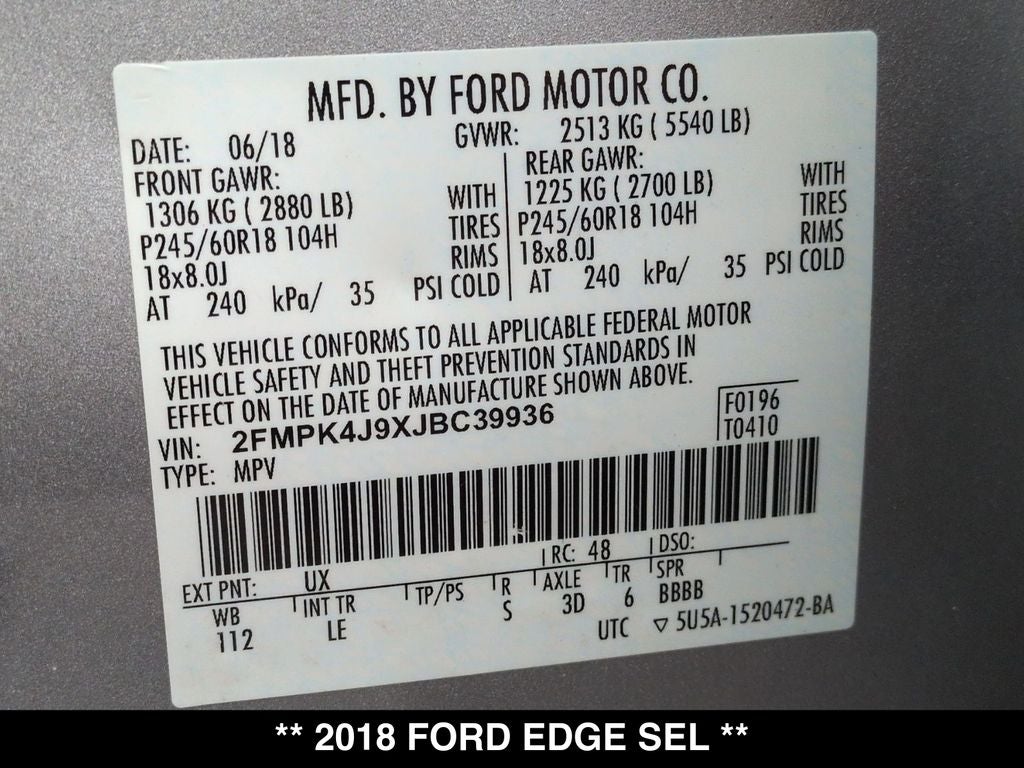 MFD. BY FORD MOTOR CO.
DATE: 06/18 GVWR: 2513 KG ( 5540 LB)
FRONT GAWR: REAR GAWR:
1306 KG ( 2880 LB) WITH 1225 KG ( 2700 LB) WITH
P245/60R18 104H TIRES P245/60R18 104H TIRES
18x8.0J RIMS 18x8.0J RIMS
AT 240 kPa/ 35 PSI COLD AT 240 kPa/ 35 PSI COLD
THIS VEHICLE CONFORMS TO ALL APPLICABLE FEDERAL MOTOR
VEHICLE SAFETY AND THEFT PREVENTION STANDARDS IN
EFFECT ON THE DATE OF MANUFACTURE SHOWN ABOVE.
VIN: 2FMPK4J9XJBC39936 F0196
TYPE: MPV T0410
EXT PNT: UX RC: 48 DSO:
WB INT TR TP/PS R AXLE TR SPR
112 LE S 3D 6 BBBB
UTC ▽ 5U5A-1520472-BA
** 2018 FORD EDGE SEL **